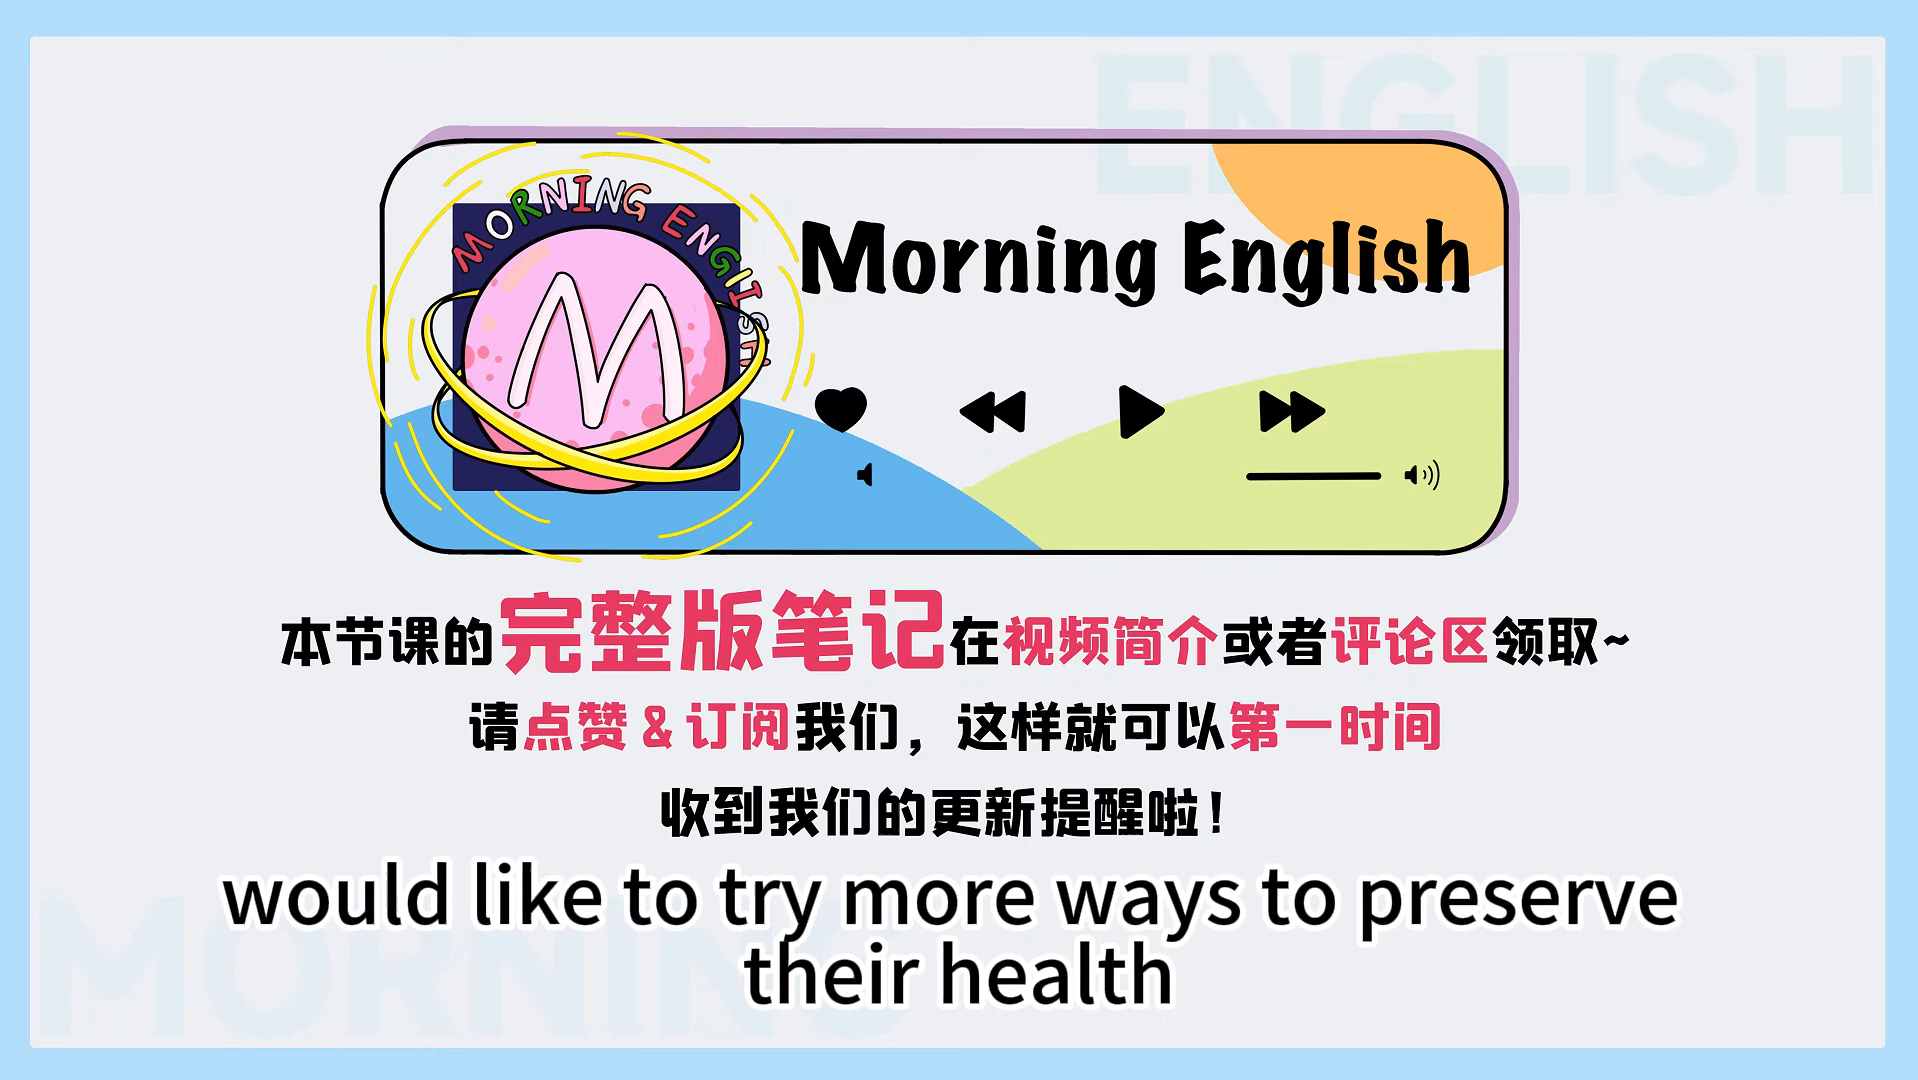 ENGLISH
MORNING ENGLISH
M
Morning English
本节课的完整版笔记在视频简介或者评论区领取~
请点赞&订阅我们，这样就可以第一时间
收到我们的更新提醒啦！
would like to try more ways to preserve
their health
MORNING